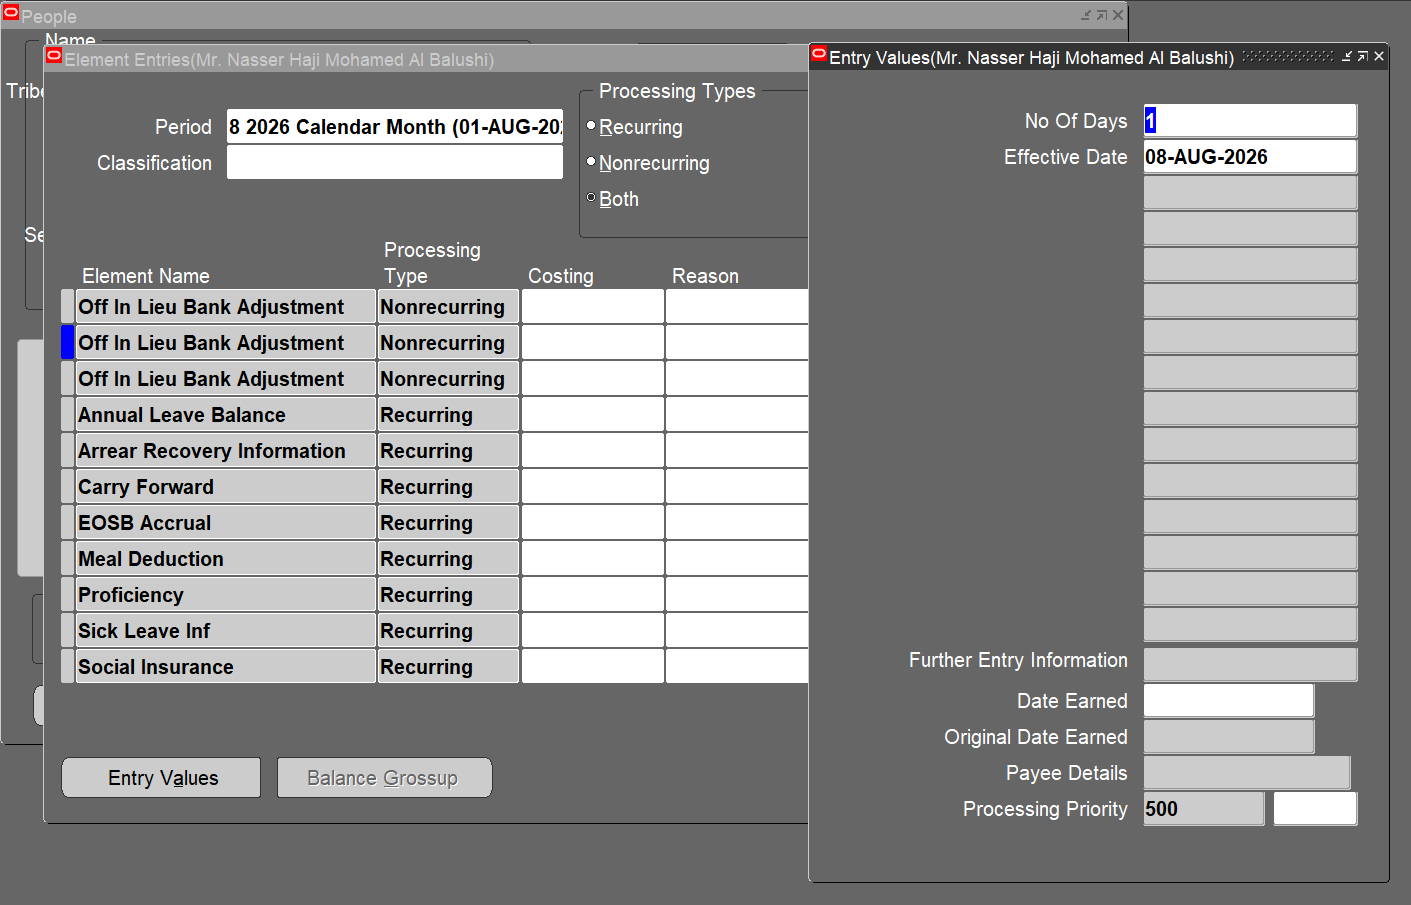 People
Name
Tribe
Se
Element Entries(Mr. Nasser Haji Mohamed Al Balushi)
Period
8 2026 Calendar Month (01-AUG-20
Classification
Processing Types
Recurring
Nonrecurring
Both
Element Name
Processing Type
Costing
Reason
Off In Lieu Bank Adjustment Nonrecurring
Off In Lieu Bank Adjustment Nonrecurring
Off In Lieu Bank Adjustment Nonrecurring
Annual Leave Balance Recurring
Arrear Recovery Information Recurring
Carry Forward Recurring
EOSB Accrual Recurring
Meal Deduction Recurring
Proficiency Recurring
Sick Leave Inf Recurring
Social Insurance Recurring
Entry Values
Balance Grossup
Entry Values(Mr. Nasser Haji Mohamed Al Balushi)
No Of Days 1
Effective Date 08-AUG-2026
Further Entry Information
Date Earned
Original Date Earned
Payee Details
Processing Priority 500